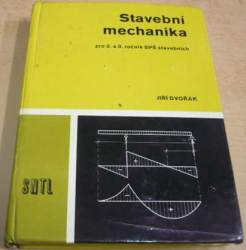 Stavební
mechanika
pro 2. a 3. ročník SPŠ stavebních
JIŘÍ DVOŘÁK
SNTL